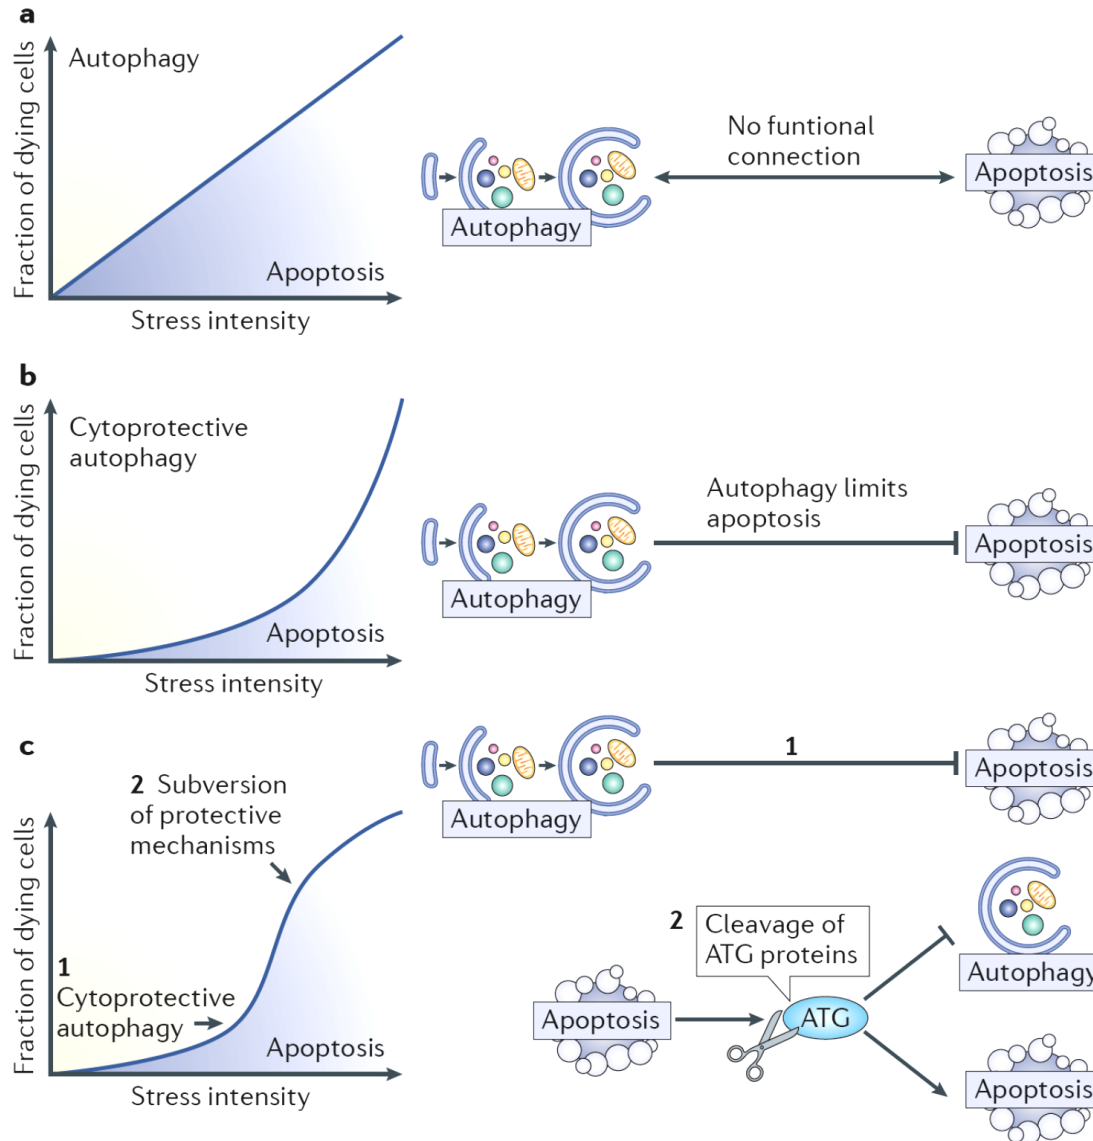 a
Fraction of dying cells
Autophagy
Apoptosis
Stress intensity
Autophagy
No funtional
connection
Apoptosis
b
Fraction of dying cells
Cytoprotective
autophagy
Apoptosis
Stress intensity
Autophagy
Autophagy limits
apoptosis
Apoptosis
c
Fraction of dying cells
2 Subversion
of protective
mechanisms
1
Cytoprotective
autophagy
Apoptosis
Stress intensity
Autophagy
1
Apoptosis
2
Cleavage of
ATG proteins
Apoptosis
ATG
Autophagy
Apoptosis